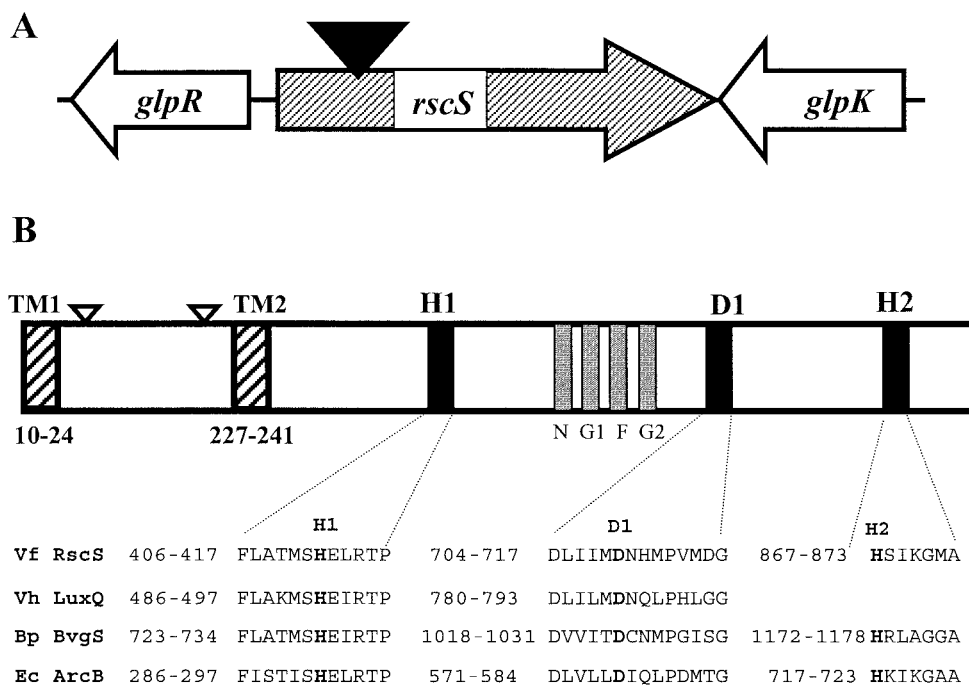 A
glpR rscS glpK
B
TM1 TM2 H1 D1 H2
10-24 227-241 N G1 F G2
H1 D1 H2
Vf RscS 406-417 FLATMSHELRTP 704-717 DLIIMDNHMPVMDG 867-873 HSIKGMA
Vh LuxQ 486-497 FLAKMSHEIRTP 780-793 DLILMDNQLPHLGG
Bp BvgS 723-734 FLATMSHEIRTP 1018-1031 DVVITDCNMPGISG 1172-1178 HRLAGGA
Ec ArcB 286-297 FISTISHELRTP 571-584 DLVLLDIQLPDMTG 717-723 HKIKGAA